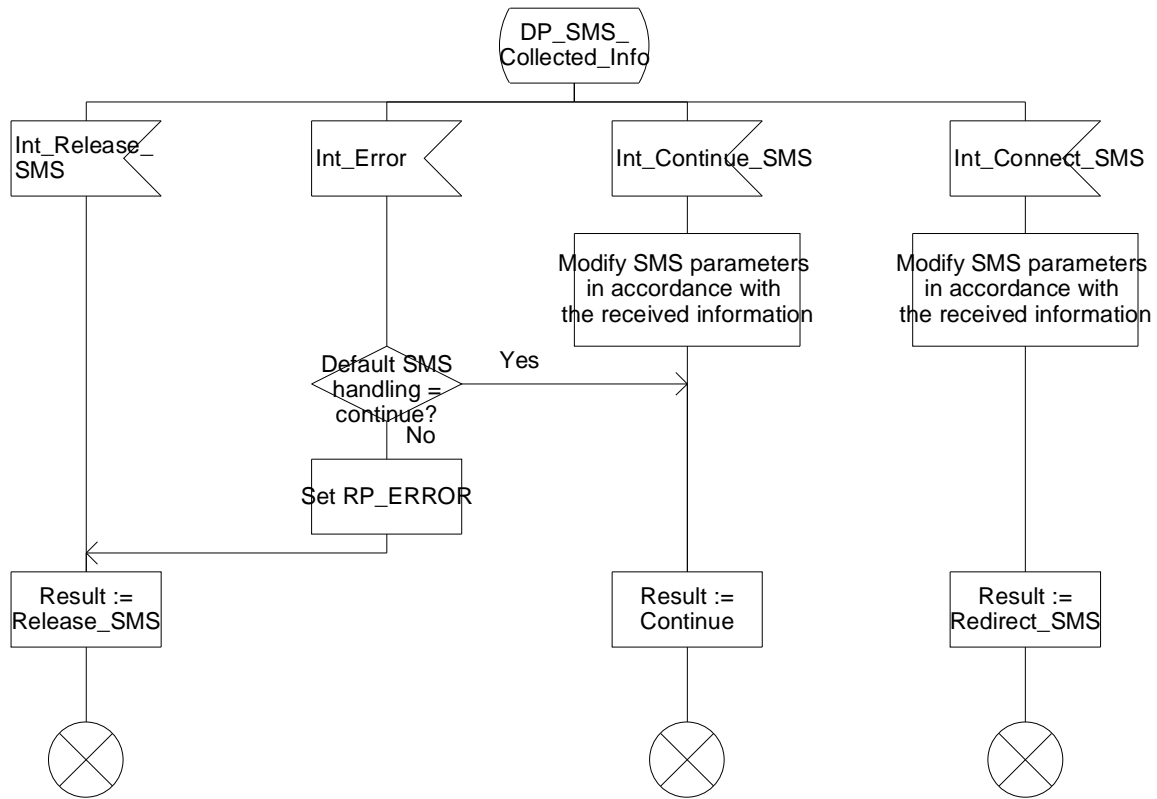 DP_SMS_
Collected_Info
Int_Release_
SMS
Int_Error
Int_Continue_SMS
Int_Connect_SMS
Modify SMS parameters
in accordance with
the received information
Modify SMS parameters
in accordance with
the received information
Default SMS
handling =
continue?
Yes
No
Set RP_ERROR
Result :=
Release_SMS
Result :=
Continue
Result :=
Redirect_SMS